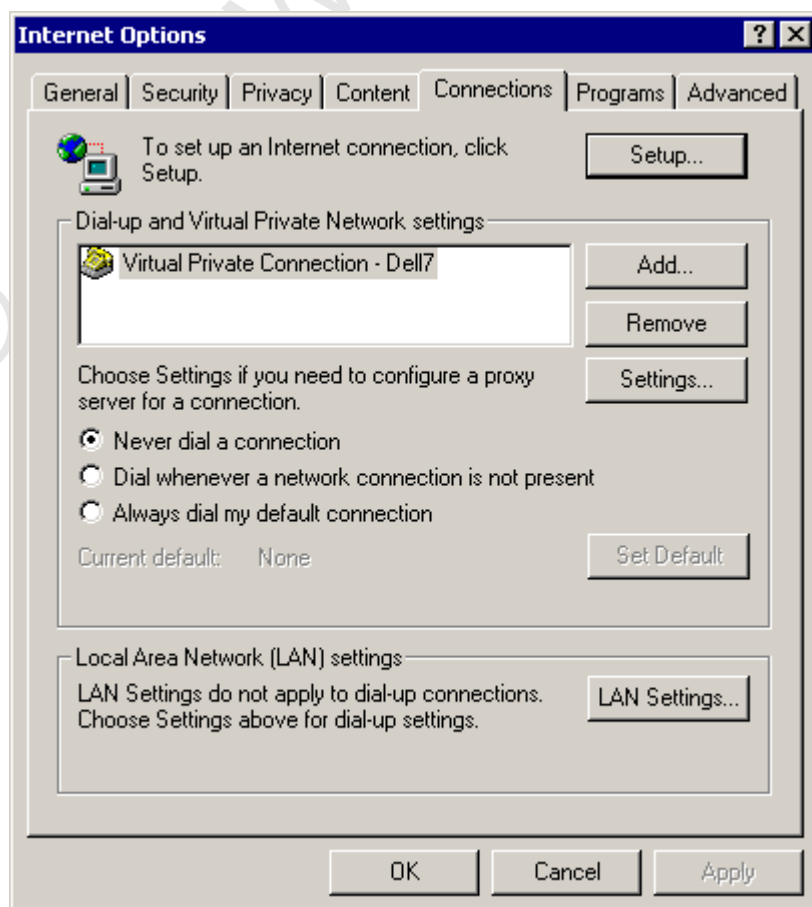 Internet Options
General Security Privacy Content Connections Programs Advanced
To set up an Internet connection, click
Setup.
Setup...
Dial-up and Virtual Private Network settings
Virtual Private Connection - Dell7
Add...
Remove
Choose Settings if you need to configure a proxy
server for a connection.
Settings...
Never dial a connection
Dial whenever a network connection is not present
Always dial my default connection
Current default: None
Set Default
Local Area Network (LAN) settings
LAN Settings do not apply to dial-up connections.
Choose Settings above for dial-up settings.
LAN Settings...
OK Cancel Apply